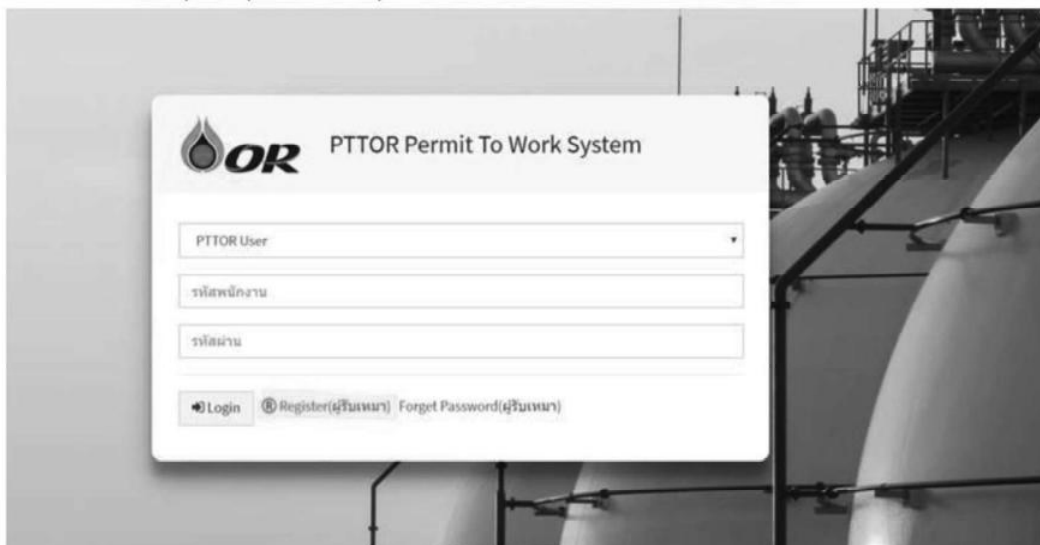 OR
PTTOR Permit To Work System
PTTOR User
รหัสพนักงาน
รหัสผ่าน
Login ® Register(ผู้รับเหมา) Forget Password(ผู้รับเหมา)